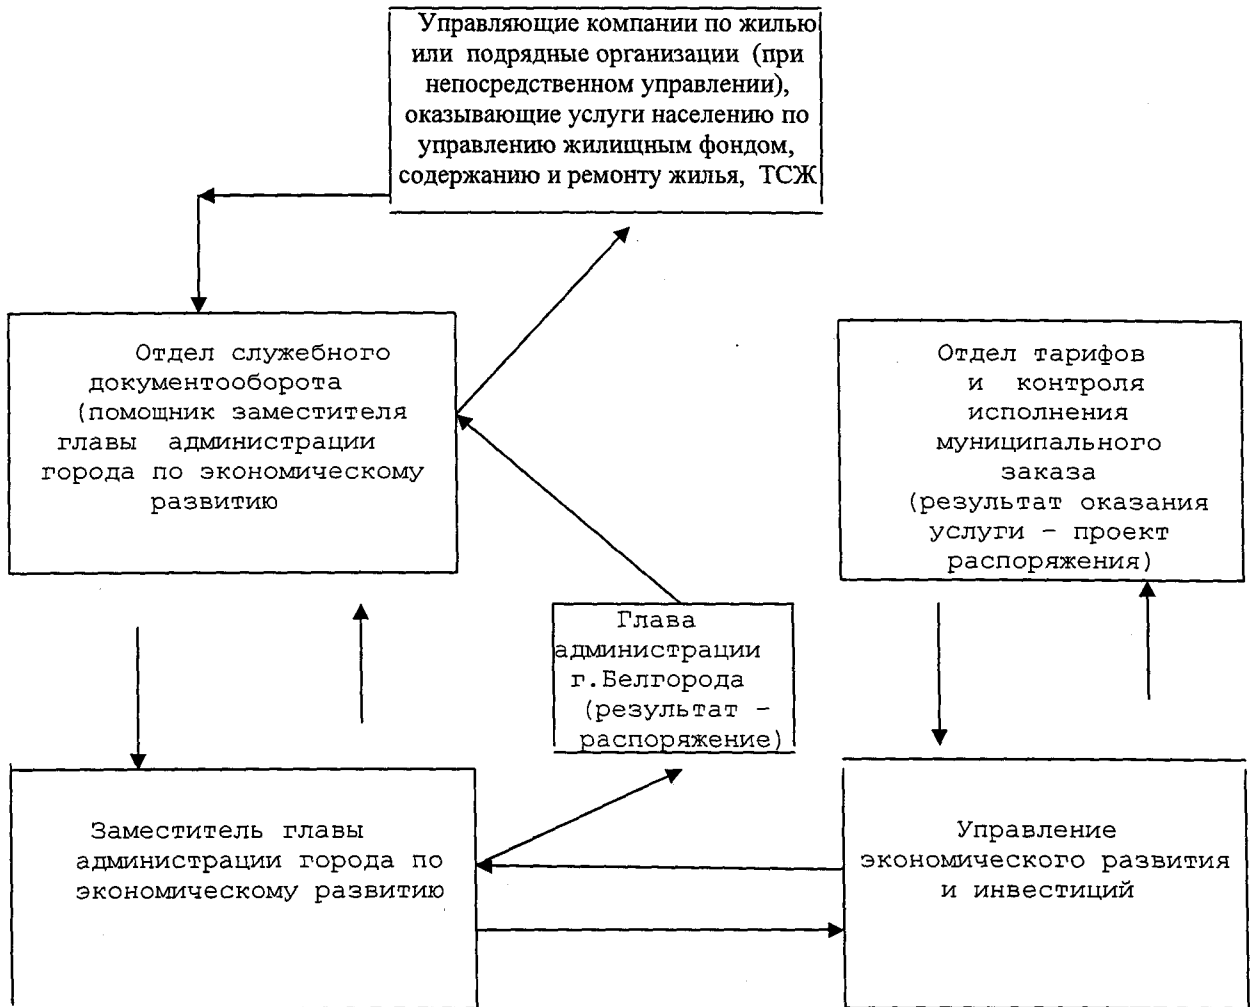 Управляющие компании по жилью
или подрядные организации (при
непосредственном управлении),
оказывающие услуги населению по
управлению жилищным фондом,
содержанию и ремонту жилья, ТСЖ
Отдел служебного
документооборота
(помощник заместителя
главы администрации
города по экономическому
развитию
Отдел тарифов
и контроля
исполнения
муниципального
заказа
(результат оказания
услуги – проект
распоряжения)
Глава
администрации
г.Белгорода
(результат –
распоряжение)
Заместитель главы
администрации города по
экономическому развитию
Управление
экономического развития
и инвестиций